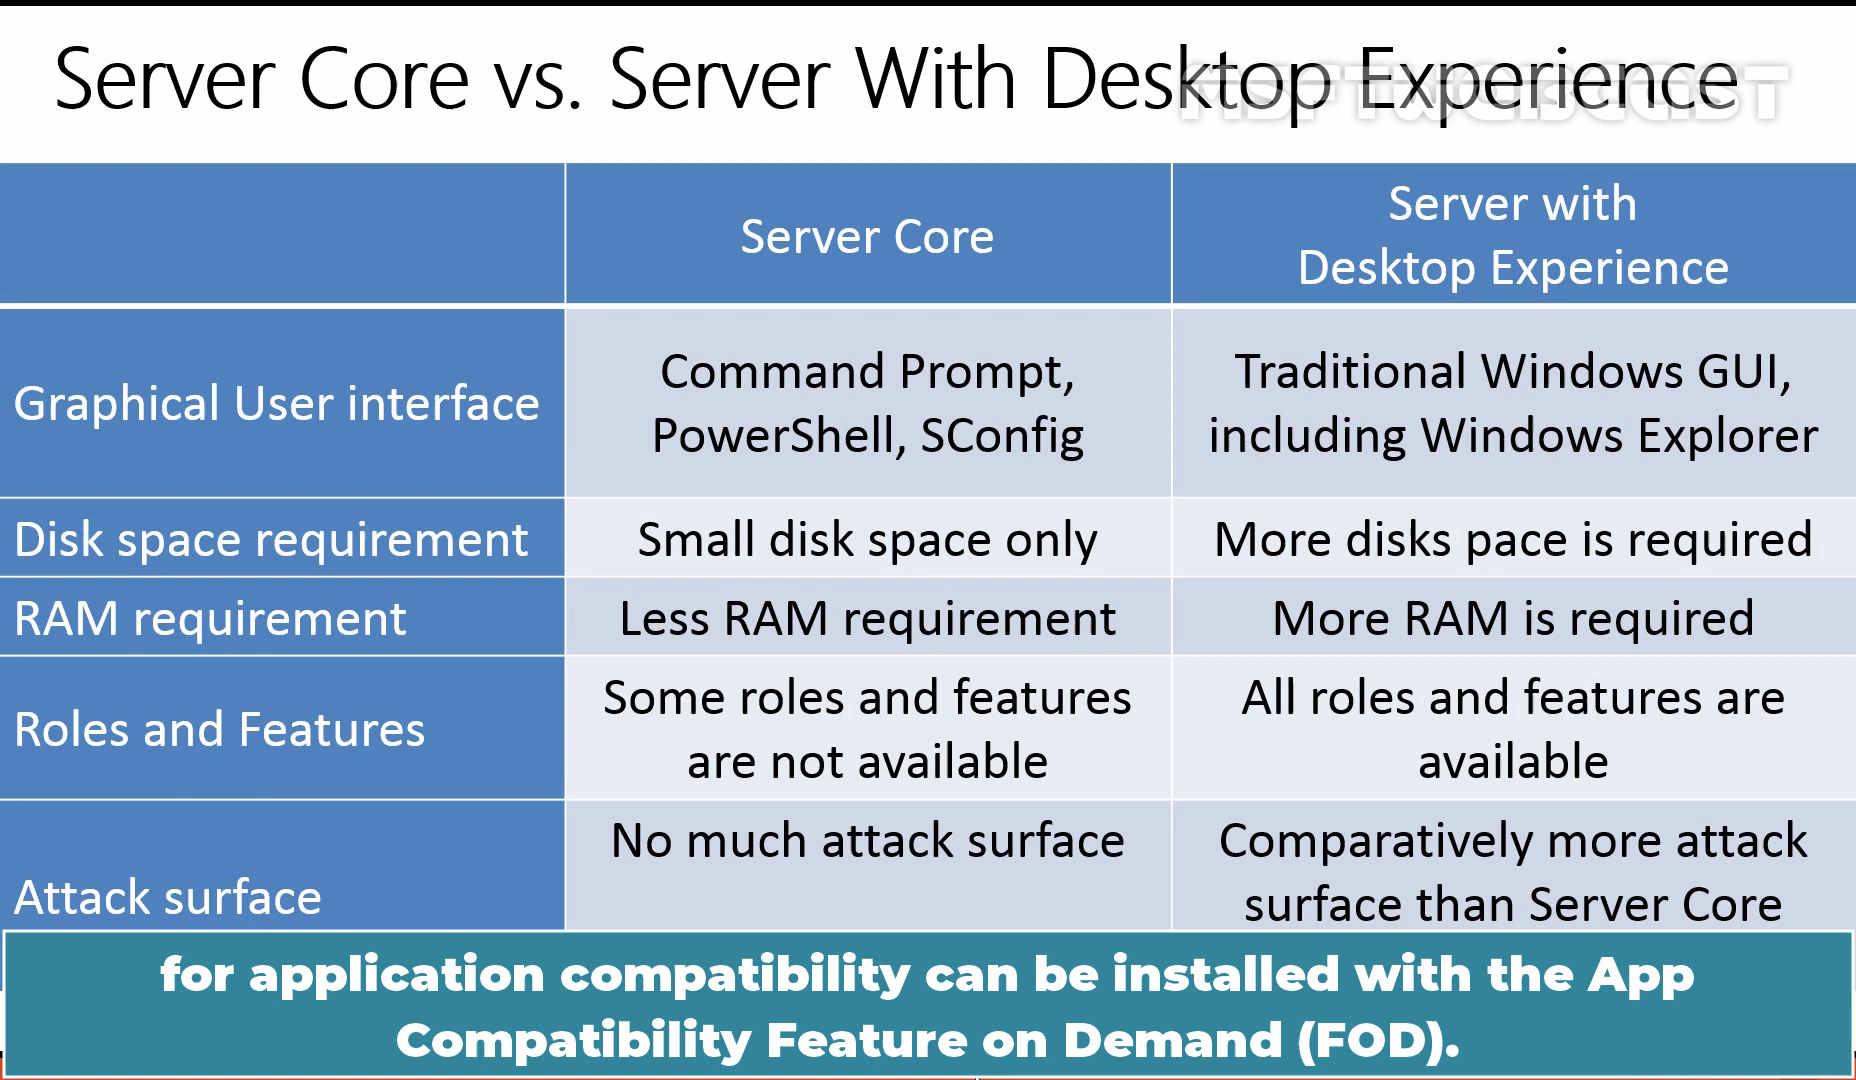 Server Core vs. Server With Desktop Experience
MSFTWEBCAST
Server Core
Server with
Desktop Experience
Graphical User interface
Command Prompt,
PowerShell, SConfig
Traditional Windows GUI,
including Windows Explorer
Disk space requirement
Small disk space only
More disks pace is required
RAM requirement
Less RAM requirement
More RAM is required
Roles and Features
Some roles and features
are not available
All roles and features are
available
Attack surface
No much attack surface
Comparatively more attack
surface than Server Core
for application compatibility can be installed with the App
Compatibility Feature on Demand (FOD).